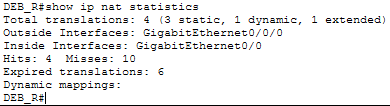 DEB_R#show ip nat statistics
Total translations: 4 (3 static, 1 dynamic, 1 extended)
Outside Interfaces: GigabitEthernet0/0/0
Inside Interfaces: GigabitEthernet0/0
Hits: 4  Misses: 10
Expired translations: 6
Dynamic mappings:
DEB_R#